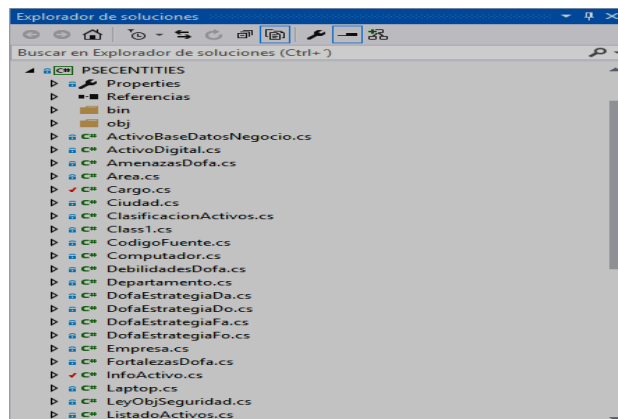 Explorador de soluciones
Buscar en Explorador de soluciones (Ctrl+´)
C# PSECENTITIES
Properties
Referencias
bin
obj
C# ActivoBaseDatosNegocio.cs
C# ActivoDigital.cs
C# AmenazasDofa.cs
C# Area.cs
C# Cargo.cs
C# Ciudad.cs
C# ClasificacionActivos.cs
C# Class1.cs
C# CodigoFuente.cs
C# Computador.cs
C# DebilidadesDofa.cs
C# Departamento.cs
C# DofaEstrategiaDa.cs
C# DofaEstrategiaDo.cs
C# DofaEstrategiaFa.cs
C# DofaEstrategiaFo.cs
C# Empresa.cs
C# FortalezasDofa.cs
C# InfoActivo.cs
C# Laptop.cs
C# LeyObjSeguridad.cs
C# ListadoActivos.cs